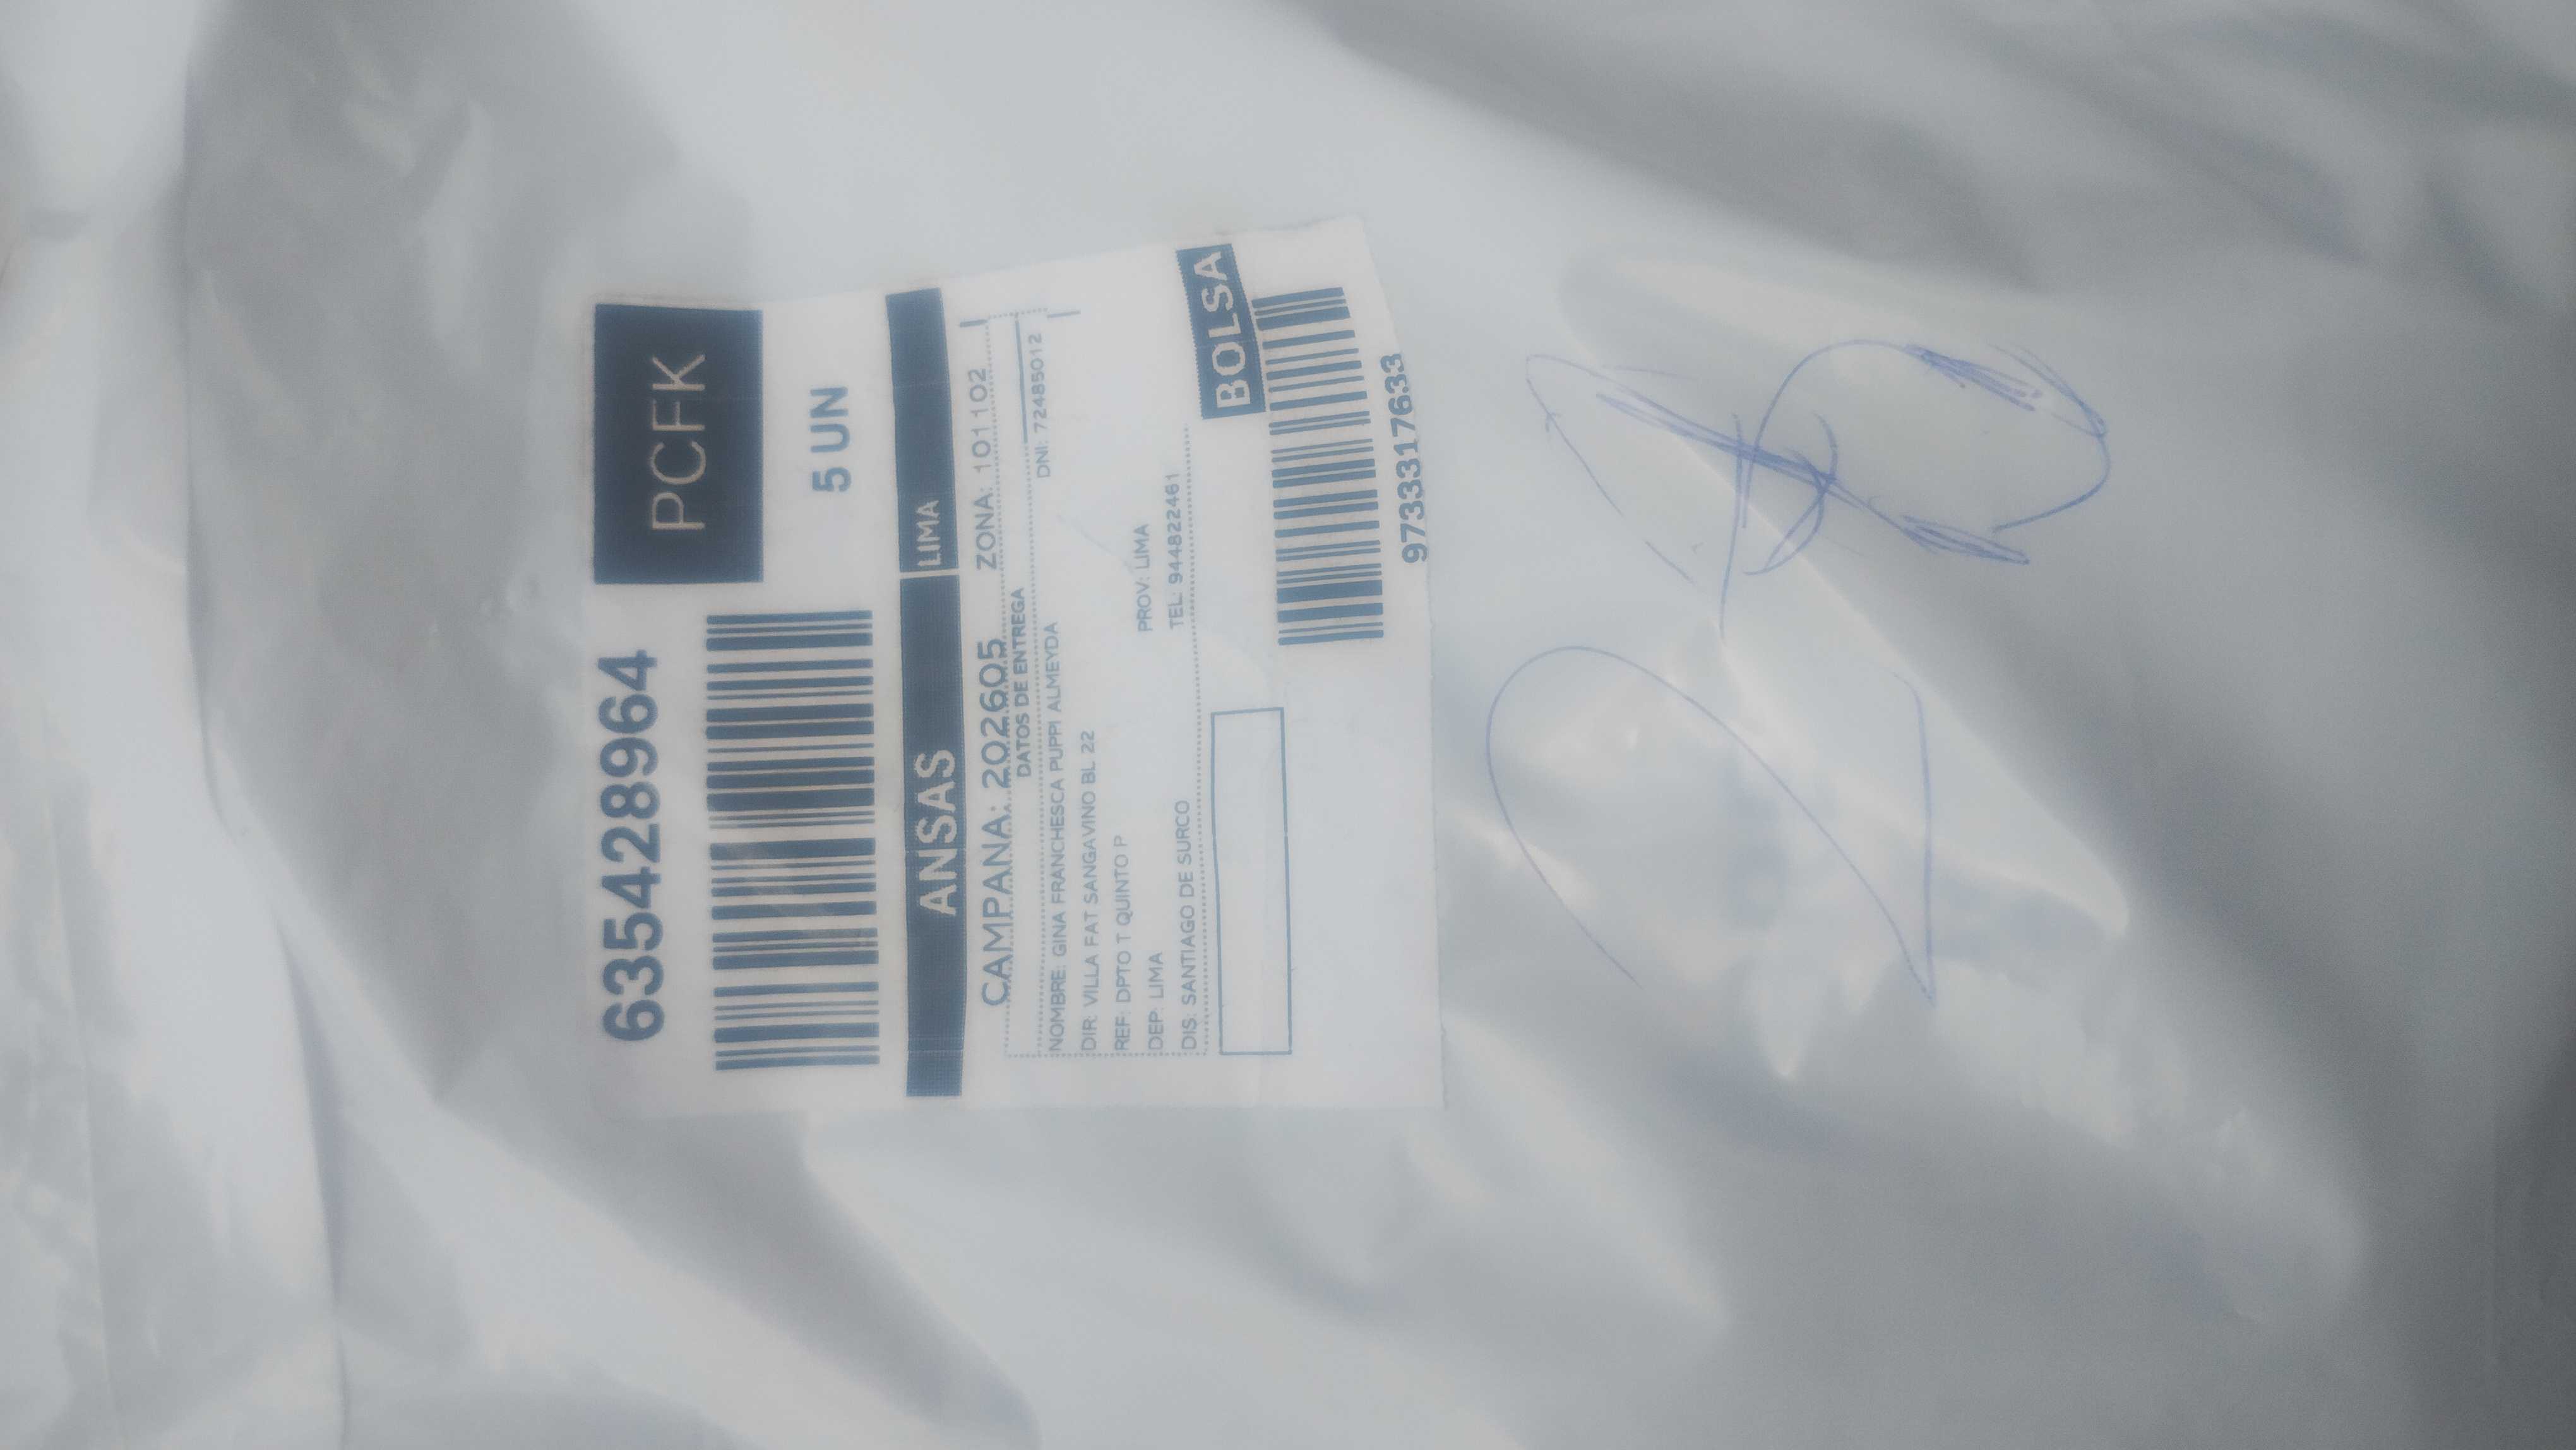 6354289​64
PCFK
5 UN
ANSAS LIMA
CAMPANA: 202605 ZONA: 101102
DATOS DE ENTREGA
NOMBRE: GINA FRANCHESCA PUPPI ALMEYDA DNI: 72485012
DIR: VILLA FAT SANGAVINO BL 22
REF: DPTO T QUINTO P
DEP: LIMA PROV: LIMA
DIS: SANTIAGO DE SURCO TEL: 944822461
BOLSA
9733317633